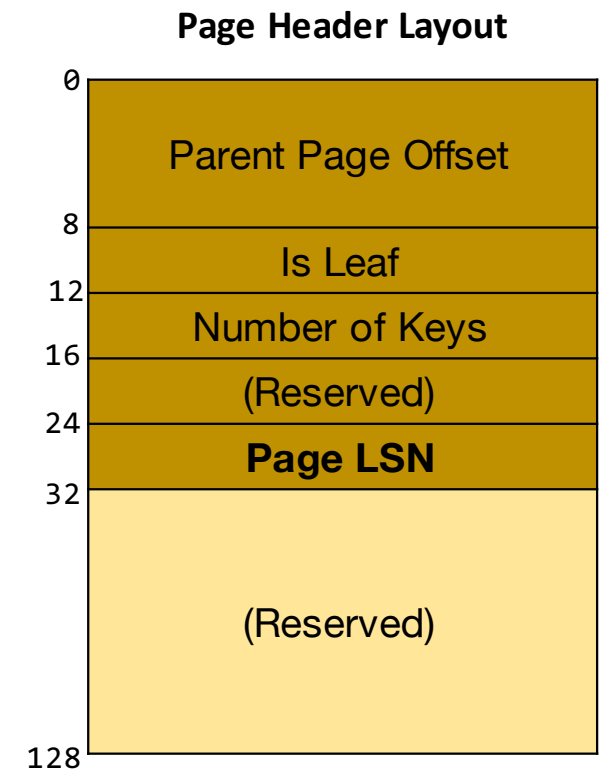 Page Header Layout
0
Parent Page Offset
8
Is Leaf
12
Number of Keys
16
(Reserved)
24
Page LSN
32
(Reserved)
128